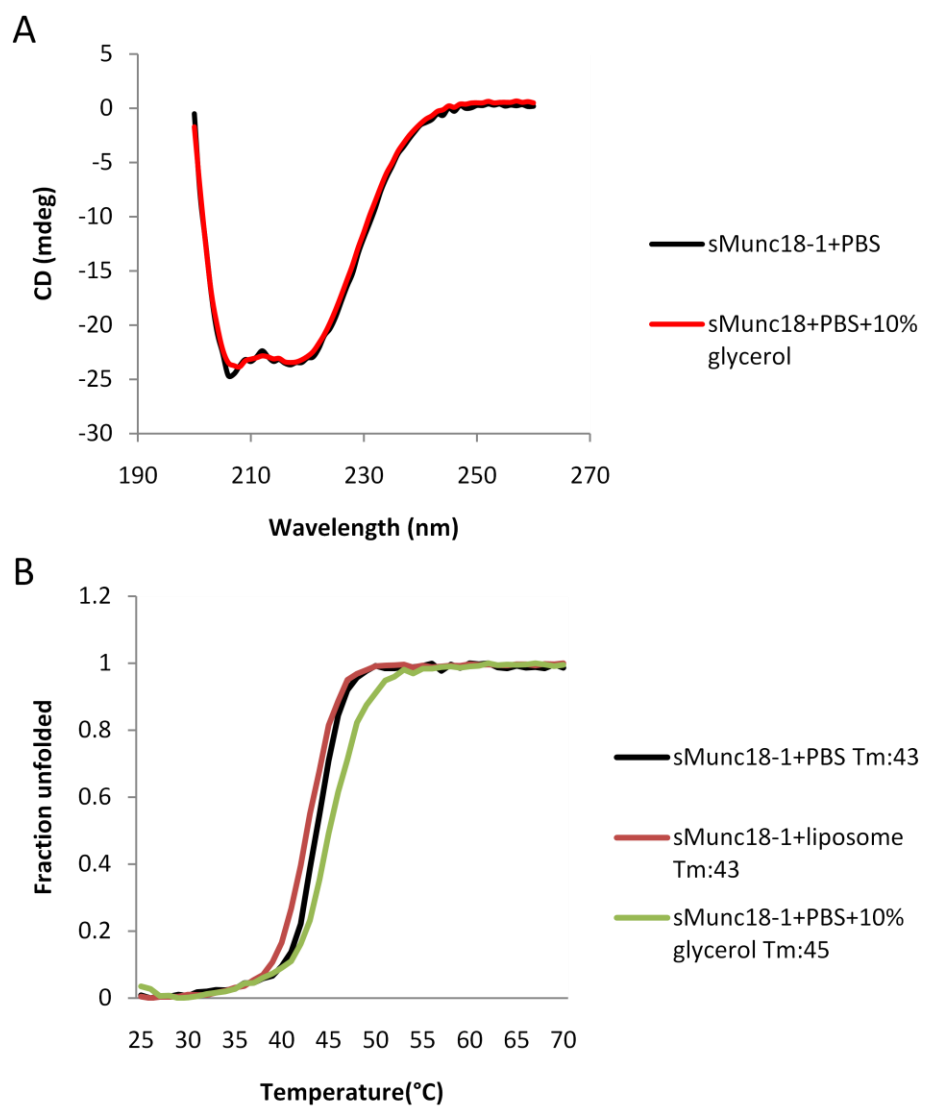 A
5
0
-5
-10
-15
-20
-25
-30
CD (mdeg)
190 210 230 250 270
Wavelength (nm)
sMunc18-1+PBS
sMunc18+PBS+10%
glycerol
B
1.2
1
0.8
0.6
0.4
0.2
0
Fraction unfolded
25 30 35 40 45 50 55 60 65 70
Temperature(°C)
sMunc18-1+PBS Tm:43
sMunc18-1+liposome
Tm:43
sMunc18-1+PBS+10%
glycerol Tm:45